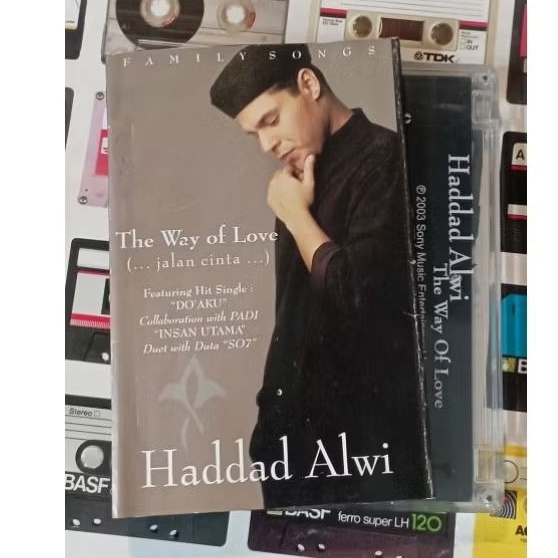 FAMILY SONGS
The Way of Love
(... jalan cinta ...)
Featuring Hit Single :
"DO'AKU"
Collaboration with PADI
"INSAN UTAMA"
Duet with Duta "SO7"
Haddad Alwi
Haddad Alwi
The Way Of Love
℗ 2003 Sony Music
TDK
IN
OUT
Stereo
BASF
BASF
ferro super LH 120
A